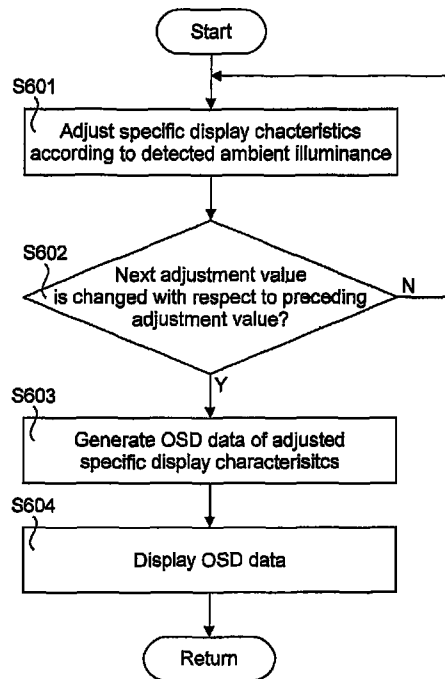 Start
S601
Adjust specific display chacteristics
according to detected ambient illuminance
S602
Next adjustment value
is changed with respect to preceding
adjustment value?
N
Y
S603
Generate OSD data of adjusted
specific display characterisitcs
S604
Display OSD data
Return